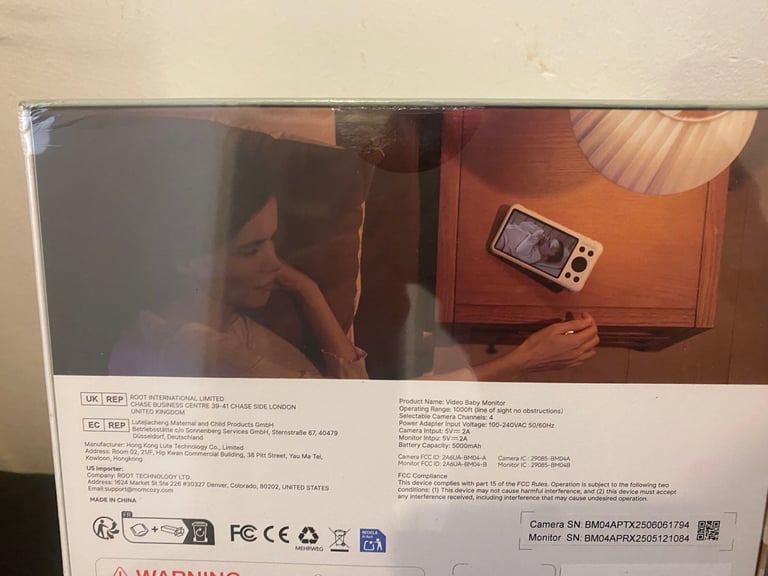 UK REP ROOT INTERNATIONAL LIMITED
CHASE BUSINESS CENTRE 39-41 CHASE SIDE LONDON
UNITED KINGDOM
EC REP Lutejiacheng Maternal and Child Products GmbH
Betriebsstätte c/o Sonnenberg Services GmbH, Sternstraße 67, 40479
Düsseldorf, Deutschland
Manufacturer: Hong Kong Lute Technology Co., Limited
Address: Room 02, 21/F, Hip Kwan Commercial Building, 38 Pitt Street, Yau Ma Tei,
Kowloon, Hongkong
US Importer:
Company: ROOT TECHNOLOGY LTD.
Address: 1624 Market St Ste 226 #30327 Denver, Colorado, 80202, UNITED STATES
Email:support@momcozy.com
MADE IN CHINA
Product Name: Video Baby Monitor
Operating Range: 1000ft (line of sight no obstructions)
Selectable Camera Channels: 4
Power Adapter Input Voltage: 100-240VAC 50/60Hz
Camera Intput: 5V⎓2A
Monitor Intpu: 5V⎓2A
Battery Capacity: 5000mAh
Camera FCC ID: 2A6UA-BM04-A Camera IC : 29085-BM04A
Monitor FCC ID: 2A6UA-BM04-B Monitor IC : 29085-BM04B
FCC Compliance
This device complies with part 15 of the FCC Rules. Operation is subject to the following two
conditions: (1) This device may not cause harmful interference, and (2) this device must accept
any interference received, including interference that may cause undesired operation.
FR
FC CE
MEHRWEG
RECICLA
Camera SN: BM04APTX2506061794
Monitor SN: BM04APRX2505121084
WARNING